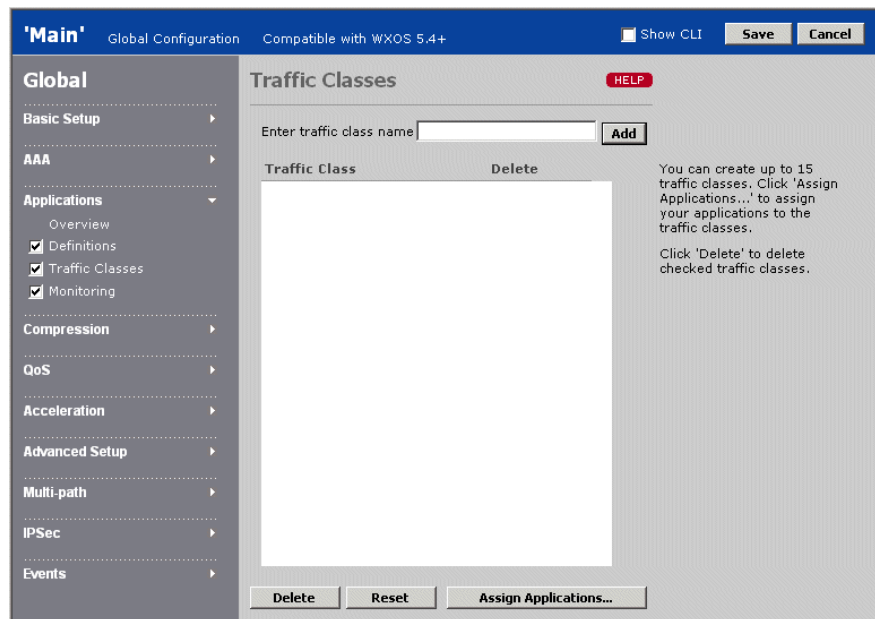 'Main' Global Configuration Compatible with WXOS 5.4+ Show CLI Save Cancel
Global
Basic Setup
AAA
Applications
Overview
Definitions
Traffic Classes
Monitoring
Compression
QoS
Acceleration
Advanced Setup
Multi-path
IPSec
Events
Traffic Classes HELP
Enter traffic class name Add
Traffic Class Delete
You can create up to 15
traffic classes. Click 'Assign
Applications...' to assign
your applications to the
traffic classes.
Click 'Delete' to delete
checked traffic classes.
Delete Reset Assign Applications...